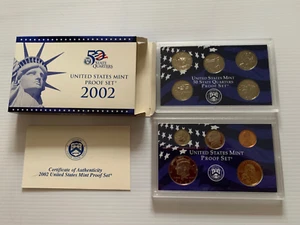 50
STATE
QUARTERS
UNITED STATES MINT
PROOF SET®
2002
UNITED STATES MINT
50 STATE QUARTERS
PROOF SET®
UNITED STATES MINT
PROOF SET®
Certificate of Authenticity
2002 United States Mint Proof Set®